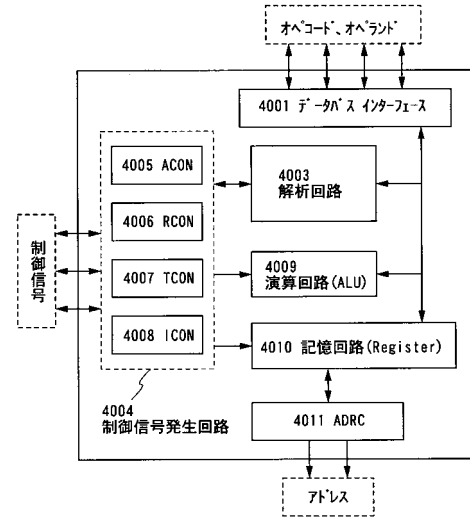 オペコード、オペランド
4001 データバス インターフェース
4005 ACON
4006 RCON
4007 TCON
4008 ICON
4003
解析回路
4009
演算回路(ALU)
4010 記憶回路(Register)
4011 ADRC
制御信号
4004
制御信号発生回路
アドレス